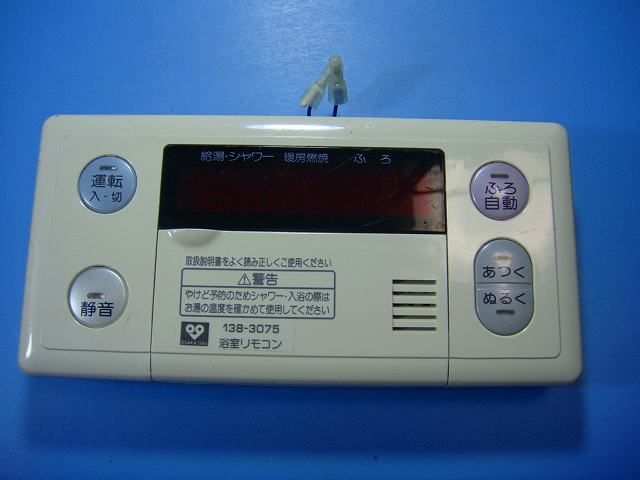 給湯・シャワー 暖房燃焼 ふろ
運転
入・切
ふろ
自動
取扱説明書をよく読み正しくご使用ください
⚠警告
やけど予防のためシャワー・入浴の際は
お湯の温度を確かめて使用してください
静音
あつく
ぬるく
OSAKA GAS
138-3075
浴室リモコン